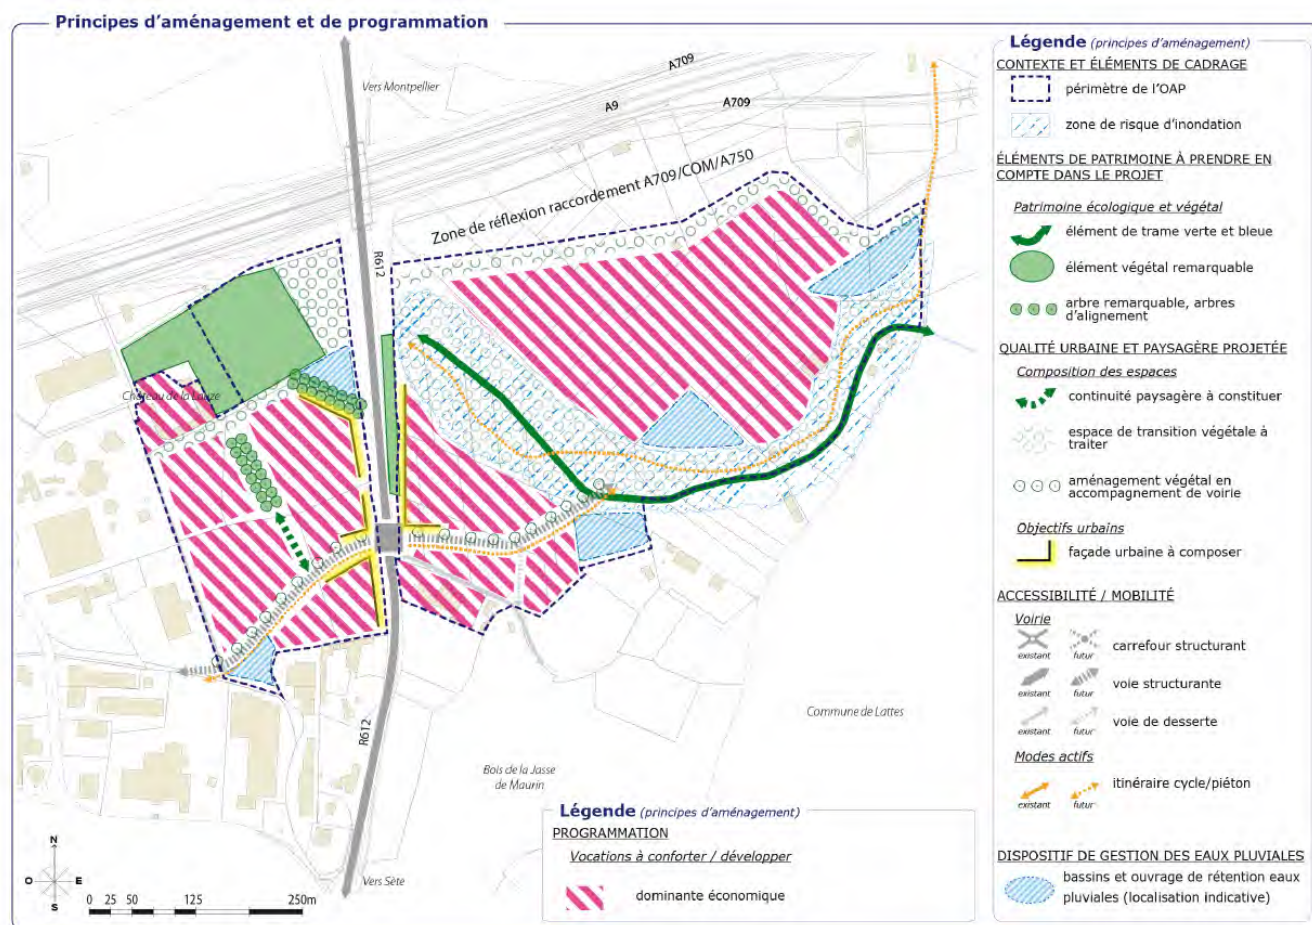 Principes d'aménagement et de programmation
Vers Montpellier
A709
A9
A709
Zone de réflexion raccordement A709/COM/A750
R612
Château de la Lauze
R612
Commune de Lattes
Bois de la Jasse
de Maurin
Vers Sète
N
O
E
S
0 25 50 125 250m
Légende (principes d'aménagement)
PROGRAMMATION
Vocations à conforter / développer
dominante économique
Légende (principes d'aménagement)
CONTEXTE ET ÉLÉMENTS DE CADRAGE
périmètre de l'OAP
zone de risque d'inondation
ÉLÉMENTS DE PATRIMOINE À PRENDRE EN
COMPTE DANS LE PROJET
Patrimoine écologique et végétal
élément de trame verte et bleue
élément végétal remarquable
arbre remarquable, arbres
d'alignement
QUALITÉ URBAINE ET PAYSAGÈRE PROJETÉE
Composition des espaces
continuité paysagère à constituer
espace de transition végétale à
traiter
aménagement végétal en
accompagnement de voirie
Objectifs urbains
façade urbaine à composer
ACCESSIBILITÉ / MOBILITÉ
Voirie
existant futur carrefour structurant
existant futur voie structurante
existant futur voie de desserte
Modes actifs
existant futur itinéraire cycle/piéton
DISPOSITIF DE GESTION DES EAUX PLUVIALES
bassins et ouvrage de rétention eaux
pluviales (localisation indicative)